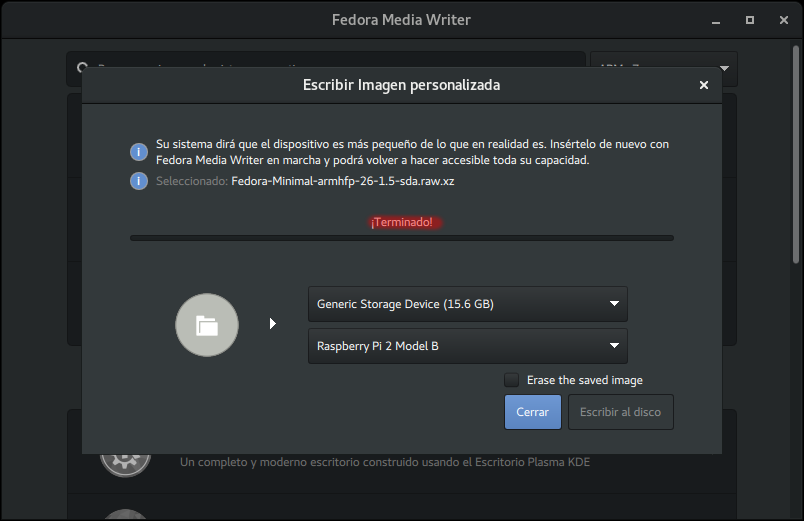 Fedora Media Writer
Escribir Imagen personalizada
Su sistema dirá que el dispositivo es más pequeño de lo que en realidad es. Insértelo de nuevo con
Fedora Media Writer en marcha y podrá volver a hacer accesible toda su capacidad.
Seleccionado: Fedora-Minimal-armhfp-26-1.5-sda.raw.xz
¡Terminado!
Generic Storage Device (15.6 GB)
Raspberry Pi 2 Model B
Erase the saved image
Cerrar
Escribir al disco
Un completo y moderno escritorio construido usando el Escritorio Plasma KDE